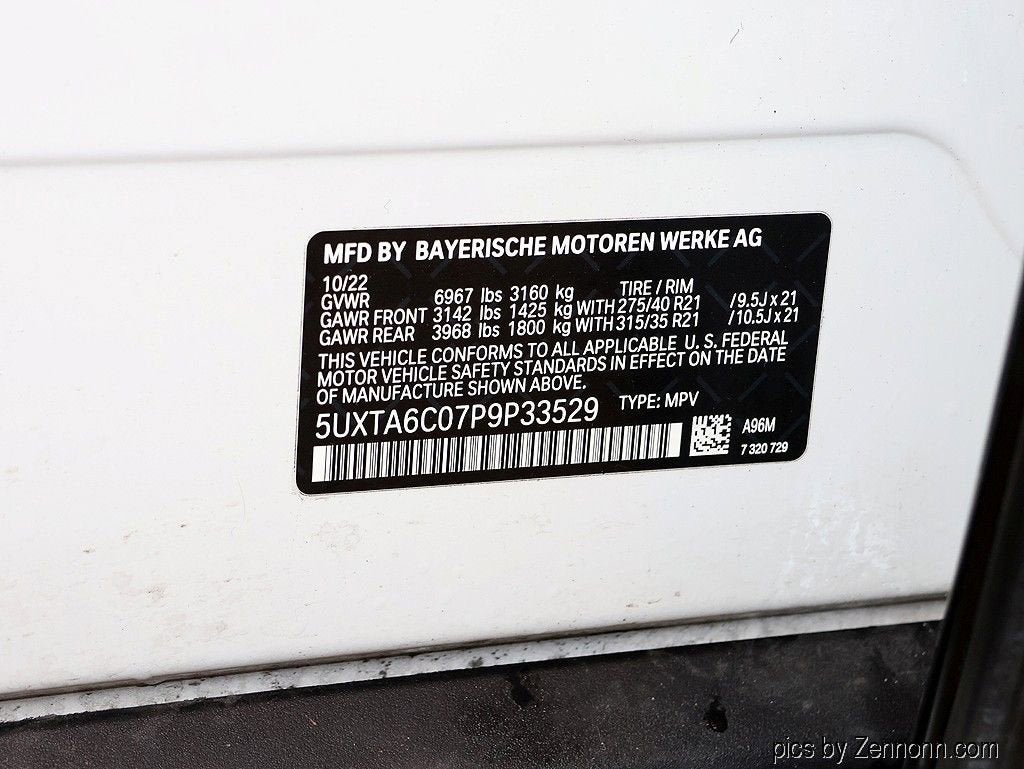 MFD BY BAYERISCHE MOTOREN WERKE AG
10/22 TIRE / RIM
GVWR 6967 lbs 3160 kg
GAWR FRONT 3142 lbs 1425 kg WITH 275/40 R21 /9.5J x 21
GAWR REAR 3968 lbs 1800 kg WITH 315/35 R21 /10.5J x 21
THIS VEHICLE CONFORMS TO ALL APPLICABLE U. S. FEDERAL
MOTOR VEHICLE SAFETY STANDARDS IN EFFECT ON THE DATE
OF MANUFACTURE SHOWN ABOVE.
5UXTA6C07P9P33529 TYPE: MPV
A96M
7 320 729
pics by Zennonn.com